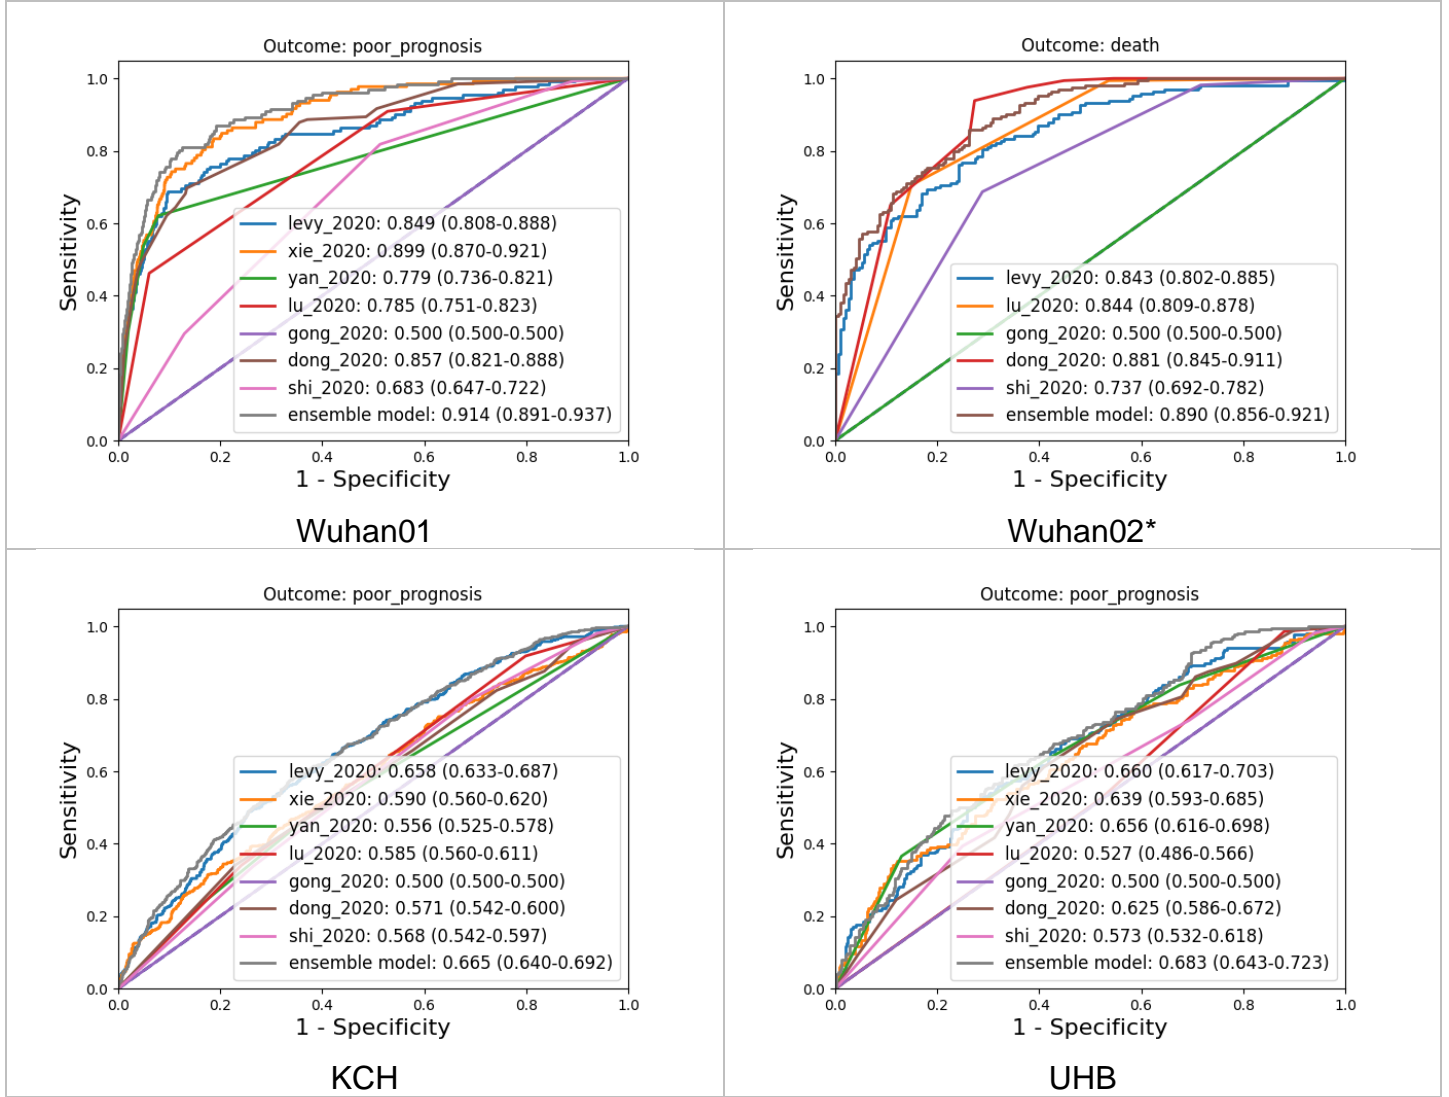 Outcome: poor_prognosis
1.0
0.8
0.6
0.4
0.2
0.0
Sensitivity
levy_2020: 0.849 (0.808-0.888)
xie_2020: 0.899 (0.870-0.921)
yan_2020: 0.779 (0.736-0.821)
lu_2020: 0.785 (0.751-0.823)
gong_2020: 0.500 (0.500-0.500)
dong_2020: 0.857 (0.821-0.888)
shi_2020: 0.683 (0.647-0.722)
ensemble model: 0.914 (0.891-0.937)
0.0 0.2 0.4 0.6 0.8 1.0
1 - Specificity
Wuhan01
Outcome: death
1.0
0.8
0.6
0.4
0.2
0.0
Sensitivity
levy_2020: 0.843 (0.802-0.885)
lu_2020: 0.844 (0.809-0.878)
gong_2020: 0.500 (0.500-0.500)
dong_2020: 0.881 (0.845-0.911)
shi_2020: 0.737 (0.692-0.782)
ensemble model: 0.890 (0.856-0.921)
0.0 0.2 0.4 0.6 0.8 1.0
1 - Specificity
Wuhan02*
Outcome: poor_prognosis
1.0
0.8
0.6
0.4
0.2
0.0
Sensitivity
levy_2020: 0.658 (0.633-0.687)
xie_2020: 0.590 (0.560-0.620)
yan_2020: 0.556 (0.525-0.578)
lu_2020: 0.585 (0.560-0.611)
gong_2020: 0.500 (0.500-0.500)
dong_2020: 0.571 (0.542-0.600)
shi_2020: 0.568 (0.542-0.597)
ensemble model: 0.665 (0.640-0.692)
0.0 0.2 0.4 0.6 0.8 1.0
1 - Specificity
KCH
Outcome: poor_prognosis
1.0
0.8
0.6
0.4
0.2
0.0
Sensitivity
levy_2020: 0.660 (0.617-0.703)
xie_2020: 0.639 (0.593-0.685)
yan_2020: 0.656 (0.616-0.698)
lu_2020: 0.527 (0.486-0.566)
gong_2020: 0.500 (0.500-0.500)
dong_2020: 0.625 (0.586-0.672)
shi_2020: 0.573 (0.532-0.618)
ensemble model: 0.683 (0.643-0.723)
0.0 0.2 0.4 0.6 0.8 1.0
1 - Specificity
UHB